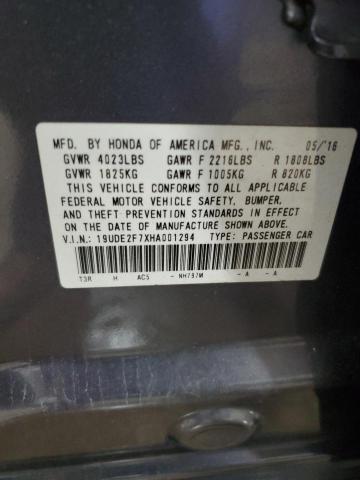 MFD. BY HONDA OF AMERICA MFG., INC. 05/'16
GVWR 4023LBS GAWR F 2216LBS R 1808LBS
GVWR 1825KG GAWR F 1005KG R 820KG
THIS VEHICLE CONFORMS TO ALL APPLICABLE
FEDERAL MOTOR VEHICLE SAFETY, BUMPER,
AND THEFT PREVENTION STANDARDS IN EFFECT
ON THE DATE OF MANUFACTURE SHOWN ABOVE.
V.I.N.: 19UDE2F7XHA001294 TYPE: PASSENGER CAR
T3R H AC5 - NH797M - A - A